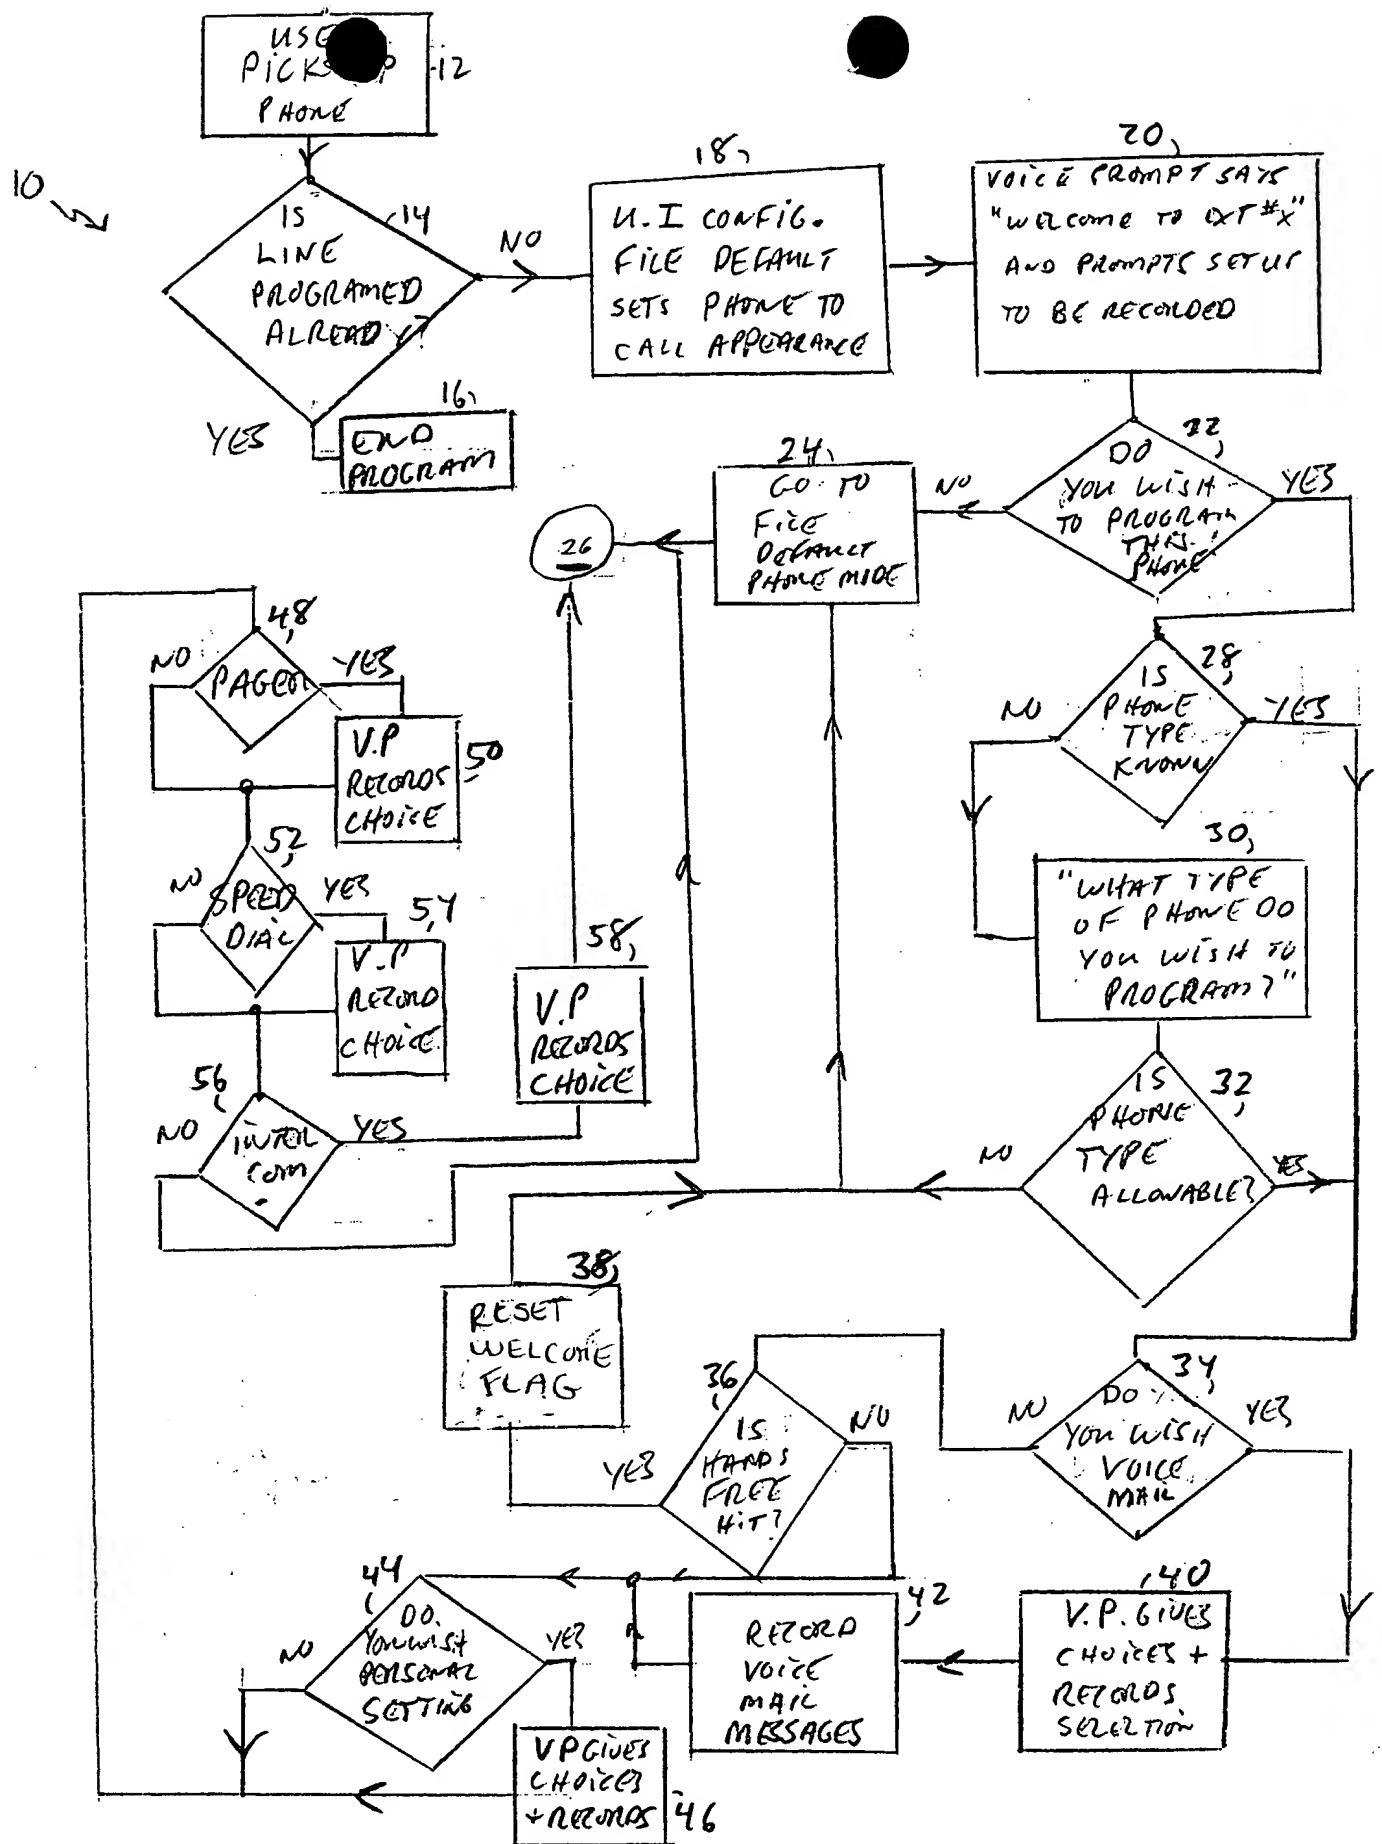 USE
PICKS UP
PHONE
12
10
IS
LINE
PROGRAMED
ALREADY?
14
NO
YES
16
END
PROGRAM
18
U.I CONFIG.
FILE DEFAULT
SETS PHONE TO
CALL APPEARANCE
20
VOICE PROMPT SAYS
"WELCOME TO EXT #X"
AND PROMPTS SET UP
TO BE RECORDED
22
DO
YOU WISH
TO PROGRAM
THIS
PHONE
NO
YES
24
GO TO
FILE
DEFAULT
PHONE MODE
26
28
IS
PHONE
TYPE
KNOWN
NO
YES
30
"WHAT TYPE
OF PHONE DO
YOU WISH TO
PROGRAM?"
32
IS
PHONE
TYPE
ALLOWABLE?
NO
YES
34
DO
YOU WISH
VOICE
MAIL
NO
YES
36
IS
HANDS
FREE
HIT?
NO
YES
38
RESET
WELCOME
FLAG
40
V.P. GIVES
CHOICES +
RECORDS
SELECTION
42
RECORD
VOICE
MAIL
MESSAGES
44
DO
YOU WISH
PERSONAL
SETTING
NO
YES
V P GIVES
CHOICES
+ RECORDS
46
48
PAGER
NO
YES
V.P
RECORDS
CHOICE
50
52
SPEED
DIAL
NO
YES
54
V.P
RECORD
CHOICE
56
INTER
COM
NO
YES
58
V.P
RECORDS
CHOICE